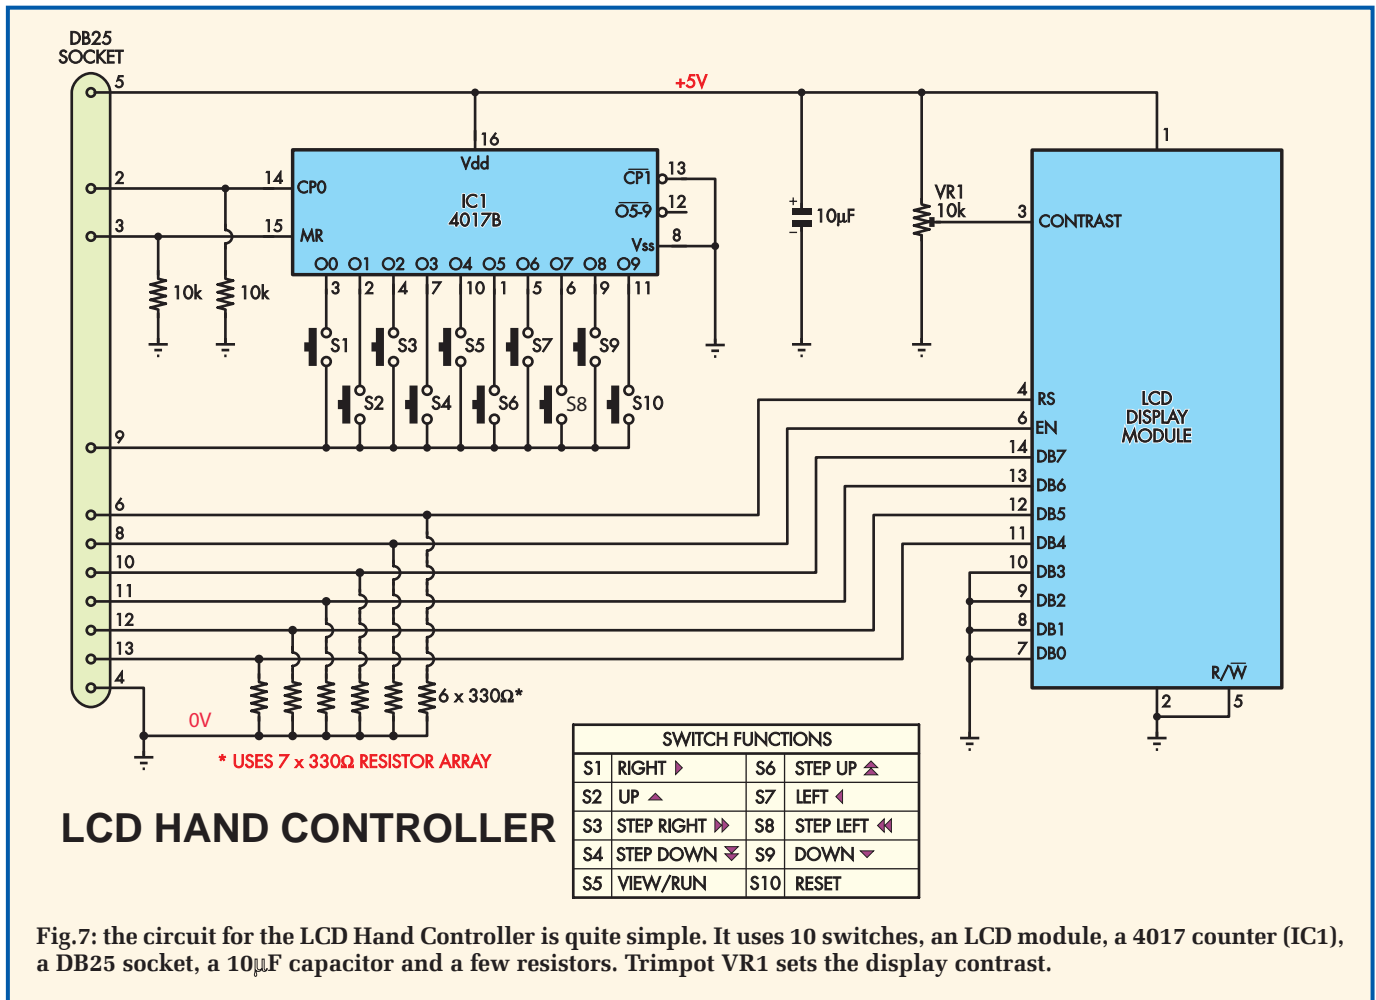 DB25
SOCKET
5
+5V
16
Vdd
1
2
14
CP0
IC1
4017B
CP1
13
O5-9
12
3
15
MR
Vss
8
O0 O1 O2 O3 O4 O5 O6 O7 O8 O9
3 2 4 7 10 1 5 6 9 11
10k
10k
+
10µF
−
VR1
10k
3
CONTRAST
S1 S3 S5 S7 S9
S2 S4 S6 S8 S10
9
4
RS
6
EN
14
DB7
13
DB6
12
DB5
11
DB4
10
DB3
9
DB2
8
DB1
7
DB0
LCD
DISPLAY
MODULE
R/W
2
5
6
8
10
11
12
13
4
6 x 330Ω*
0V
* USES 7 x 330Ω RESISTOR ARRAY
LCD HAND CONTROLLER
SWITCH FUNCTIONS
S1 RIGHT S6 STEP UP
S2 UP S7 LEFT
S3 STEP RIGHT S8 STEP LEFT
S4 STEP DOWN S9 DOWN
S5 VIEW/RUN S10 RESET
Fig.7: the circuit for the LCD Hand Controller is quite simple. It uses 10 switches, an LCD module, a 4017 counter (IC1),
a DB25 socket, a 10µF capacitor and a few resistors. Trimpot VR1 sets the display contrast.